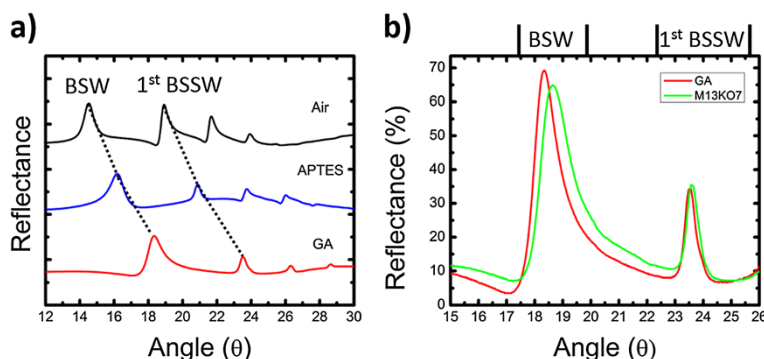 a)
BSW
1st BSSW
Air
APTES
GA
Reflectance
12 14 16 18 20 22 24 26 28 30
Angle (θ)
b)
BSW
1st BSSW
GA
M13KO7
Reflectance (%)
70
60
50
40
30
20
10
0
15 16 17 18 19 20 21 22 23 24 25 26
Angle (θ)